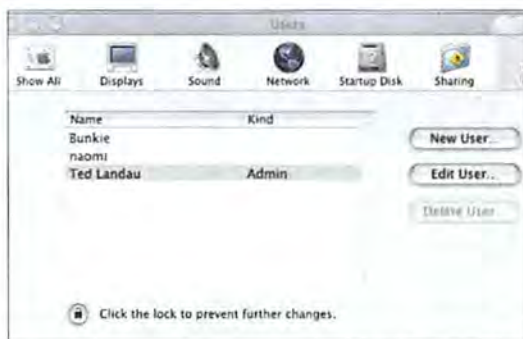 Users
Show All Displays Sound Network Startup Disk Sharing
Name Kind
Bunkie
naomi
Ted Landau Admin
New User...
Edit User...
Delete User...
Click the lock to prevent further changes.